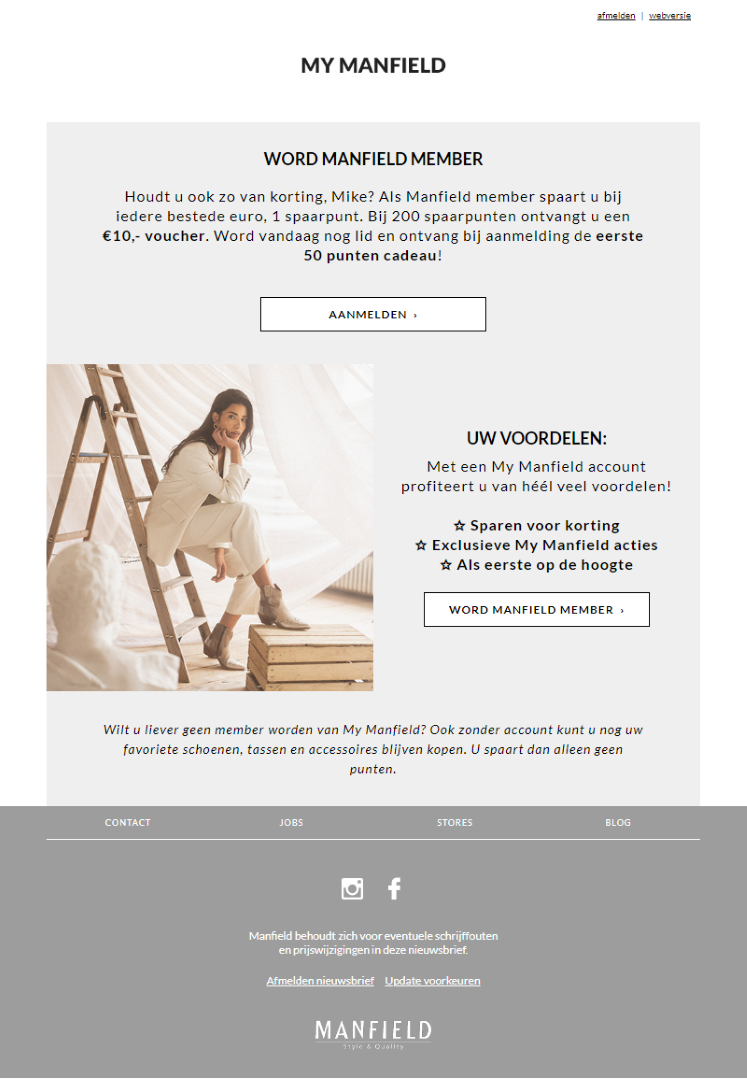 afmelden | webversie
MY MANFIELD
WORD MANFIELD MEMBER
Houdt u ook zo van korting, Mike? Als Manfield member spaart u bij
iedere bestede euro, 1 spaarpunt. Bij 200 spaarpunten ontvangt u een
€10,- voucher. Word vandaag nog lid en ontvang bij aanmelding de eerste
50 punten cadeau!
AANMELDEN ›
UW VOORDELEN:
Met een My Manfield account
profiteert u van héél veel voordelen!
☆ Sparen voor korting
☆ Exclusieve My Manfield acties
☆ Als eerste op de hoogte
WORD MANFIELD MEMBER ›
Wilt u liever geen member worden van My Manfield? Ook zonder account kunt u nog uw
favoriete schoenen, tassen en accessoires blijven kopen. U spaart dan alleen geen
punten.
CONTACT JOBS STORES BLOG
Manfield behoudt zich voor eventuele schrijffouten
en prijswijzigingen in deze nieuwsbrief.
Afmelden nieuwsbrief Update voorkeuren
MANFIELD
Style & Quality